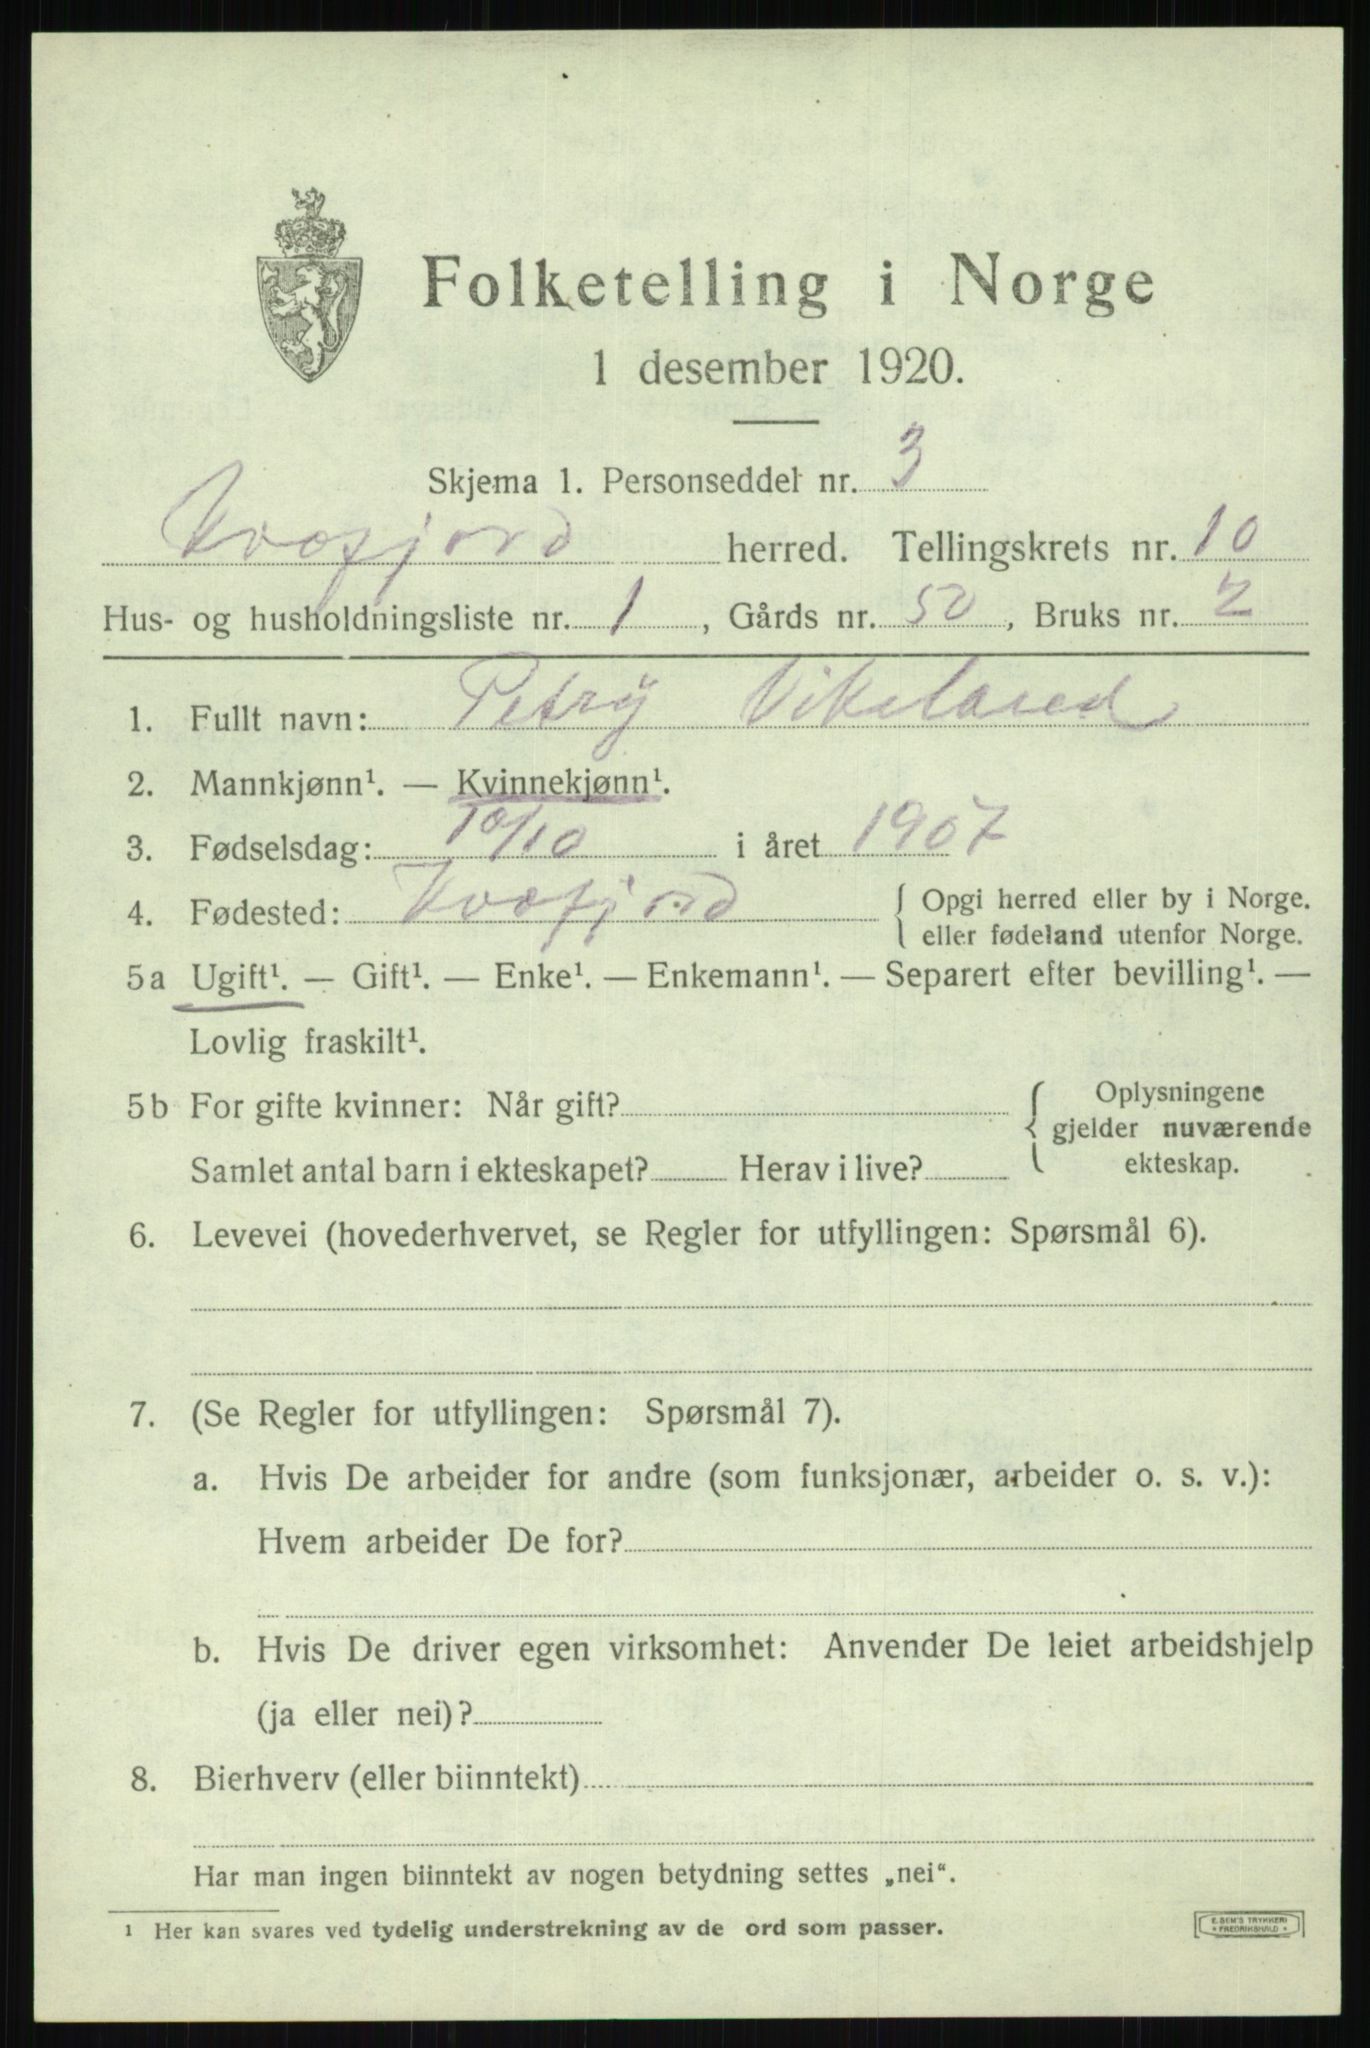 Folketelling i Norge
1 desember 1920.
Skjema 1. Personseddel nr. 3
Kvæfjord herred. Tellingskrets nr. 10
Hus- og husholdningsliste nr. 1, Gårds nr. 50, Bruks nr. 2
1. Fullt navn: Petry Vikeland
2. Mannkjønn¹. — Kvinnekjønn¹.
3. Fødselsdag: 10/10 i året 1907
4. Fødested: Kvæfjord { Opgi herred eller by i Norge.
eller fødeland utenfor Norge.
5a Ugift¹. — Gift¹. — Enke¹. — Enkemann¹. — Separert efter bevilling¹. —
Lovlig fraskilt¹.
5b For gifte kvinner: Når gift? { Oplysningene
gjelder nuværende
Samlet antal barn i ekteskapet? Herav i live? ekteskap.
6. Levevei (hovederhvervet, se Regler for utfyllingen: Spørsmål 6).
7. (Se Regler for utfyllingen: Spørsmål 7).
a. Hvis De arbeider for andre (som funksjonær, arbeider o. s. v.):
Hvem arbeider De for?
b. Hvis De driver egen virksomhet: Anvender De leiet arbeidshjelp
(ja eller nei)?
8. Bierhverv (eller biinntekt)
Har man ingen biinntekt av nogen betydning settes „nei“.
¹ Her kan svares ved tydelig understrekning av de ord som passer.
E. SEM'S TRYKKERI
FREDRIKSHALD